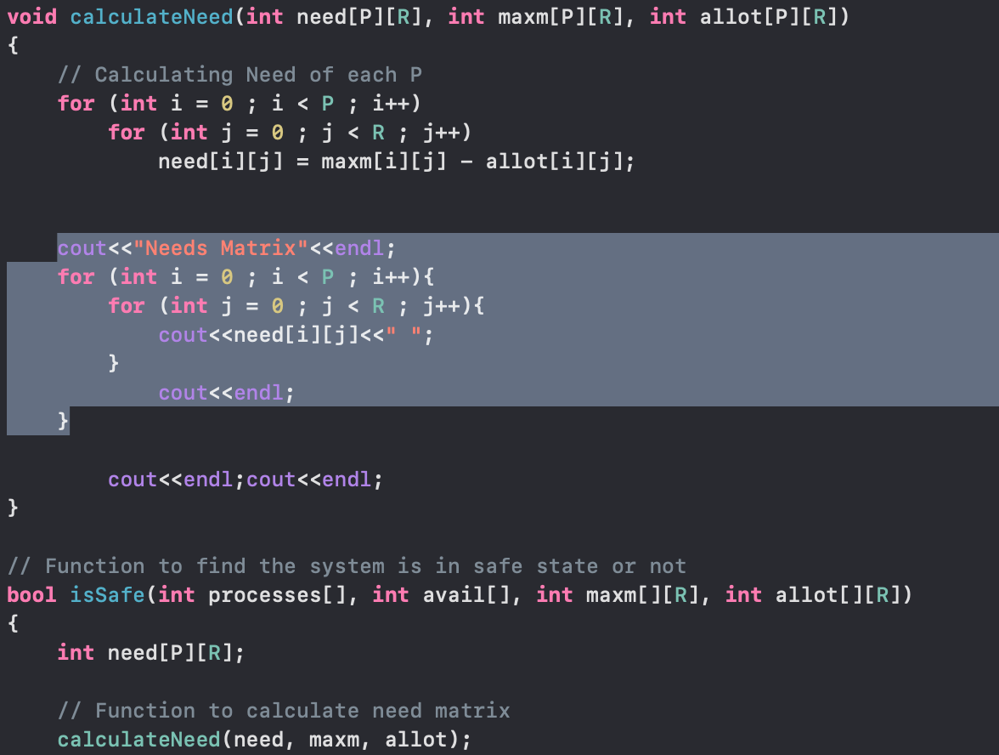 void calculateNeed(int need[P][R], int maxm[P][R], int allot[P][R])
{
    // Calculating Need of each P
    for (int i = 0 ; i < P ; i++)
        for (int j = 0 ; j < R ; j++)
            need[i][j] = maxm[i][j] - allot[i][j];


    cout<<"Needs Matrix"<<endl;
    for (int i = 0 ; i < P ; i++){
        for (int j = 0 ; j < R ; j++){
            cout<<need[i][j]<<" ";
        }
            cout<<endl;
    }

        cout<<endl;cout<<endl;
}

// Function to find the system is in safe state or not
bool isSafe(int processes[], int avail[], int maxm[][R], int allot[][R])
{
    int need[P][R];

    // Function to calculate need matrix
    calculateNeed(need, maxm, allot);